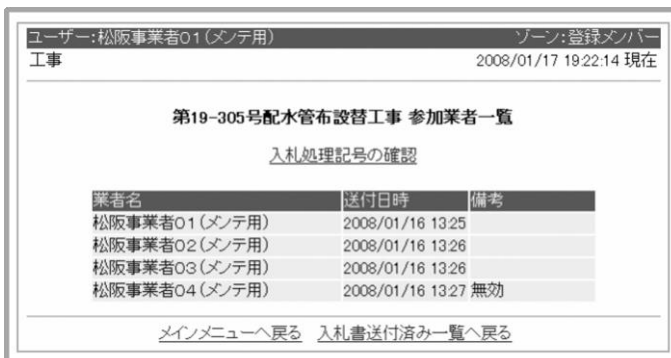 ユーザー:松阪事業者01(メンテ用) ゾーン:登録メンバー
工事 2008/01/17 19:22:14 現在
第19-305号配水管布設替工事 参加業者一覧
入札処理記号の確認
業者名 送付日時 備考
松阪事業者01(メンテ用) 2008/01/16 13:25
松阪事業者02(メンテ用) 2008/01/16 13:26
松阪事業者03(メンテ用) 2008/01/16 13:26
松阪事業者04(メンテ用) 2008/01/16 13:27 無効
メインメニューへ戻る 入札書送付済み一覧へ戻る